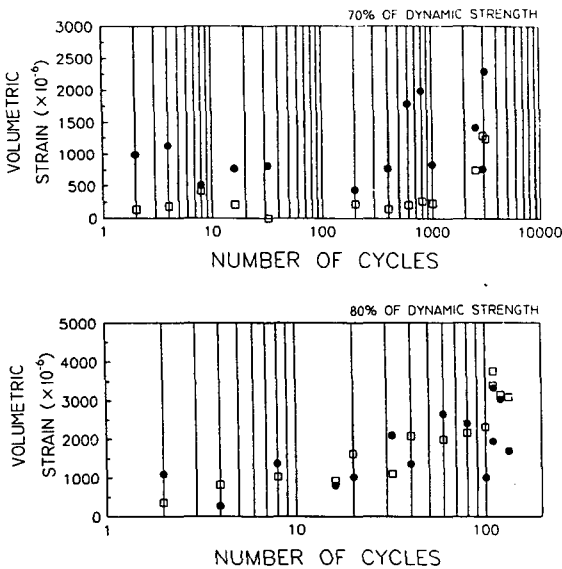 70% OF DYNAMIC STRENGTH
VOLUMETRIC
STRAIN (×10⁻⁶)
3000
2500
2000
1500
1000
500
0
1
10
100
1000
10000
NUMBER OF CYCLES
80% OF DYNAMIC STRENGTH
VOLUMETRIC
STRAIN (×10⁻⁶)
5000
4000
3000
2000
1000
0
1
10
100
NUMBER OF CYCLES